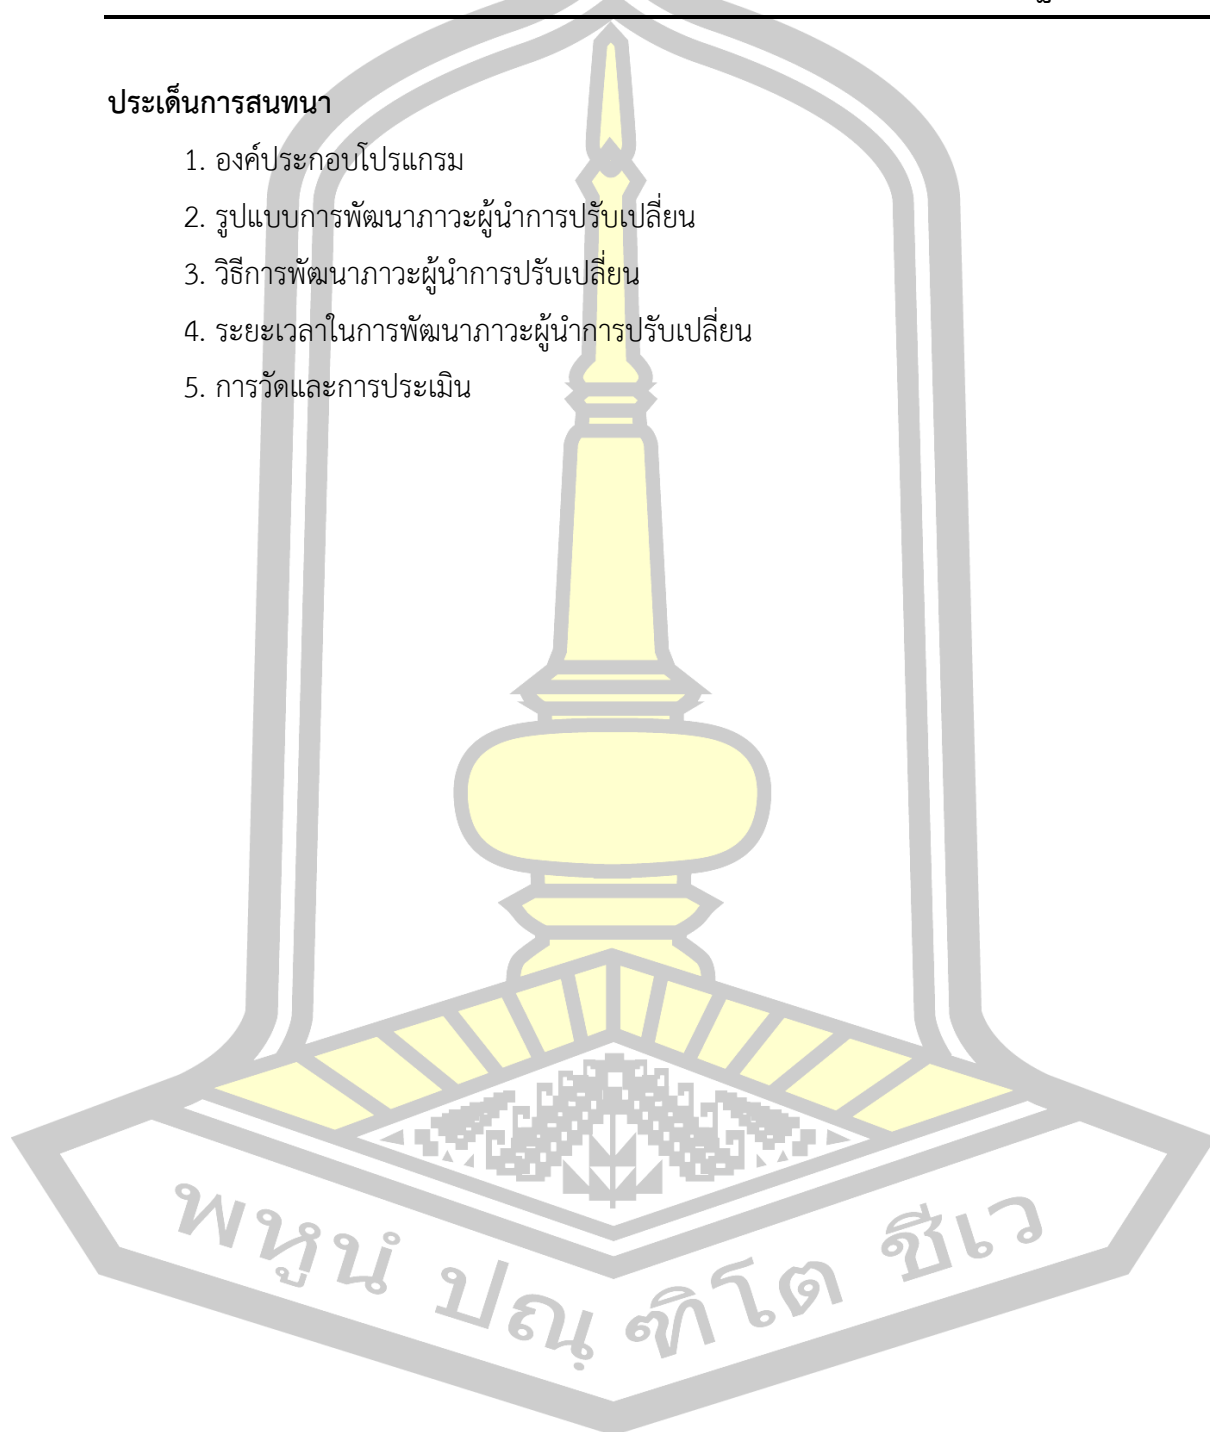 ประเด็นการสนทนา
1. องค์ประกอบโปรแกรม
2. รูปแบบการพัฒนาภาวะผู้นำการปรับเปลี่ยน
3. วิธีการพัฒนาภาวะผู้นำการปรับเปลี่ยน
4. ระยะเวลาในการพัฒนาภาวะผู้นำการปรับเปลี่ยน
5. การวัดและการประเมิน
พหูนํ ปณฺฑิโต ชีเว